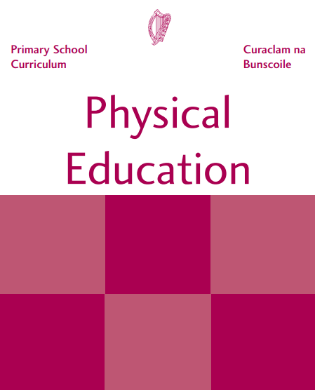 Primary School
Curriculum
Curaclam na
Bunscoile
Physical
Education